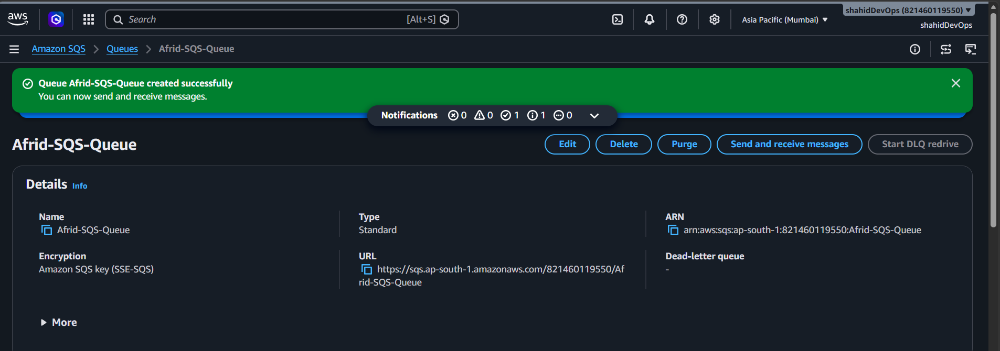 aws
Search [Alt+S]
Asia Pacific (Mumbai) ▼
shahidDevOps (821460119550) ▼
shahidDevOps
Amazon SQS > Queues > Afrid-SQS-Queue
Queue Afrid-SQS-Queue created successfully
You can now send and receive messages.
Notifications 0 0 1 1 0
Afrid-SQS-Queue
Edit Delete Purge Send and receive messages Start DLQ redrive
Details Info
Name
Afrid-SQS-Queue
Type
Standard
ARN
arn:aws:sqs:ap-south-1:821460119550:Afrid-SQS-Queue
Encryption
Amazon SQS key (SSE-SQS)
URL
https://sqs.ap-south-1.amazonaws.com/821460119550/Af
rid-SQS-Queue
Dead-letter queue
-
More